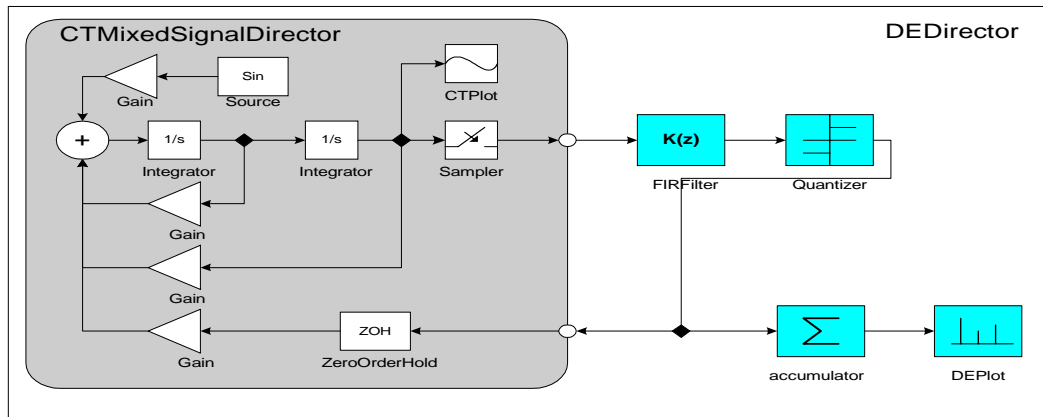 CTMixedSignalDirector
DEDirector
Sin
Gain
Source
CTPlot
+
1/s
1/s
K(z)
Integrator
Integrator
Sampler
FIRFilter
Quantizer
Gain
Gain
ZOH
Σ
Gain
ZeroOrderHold
accumulator
DEPlot